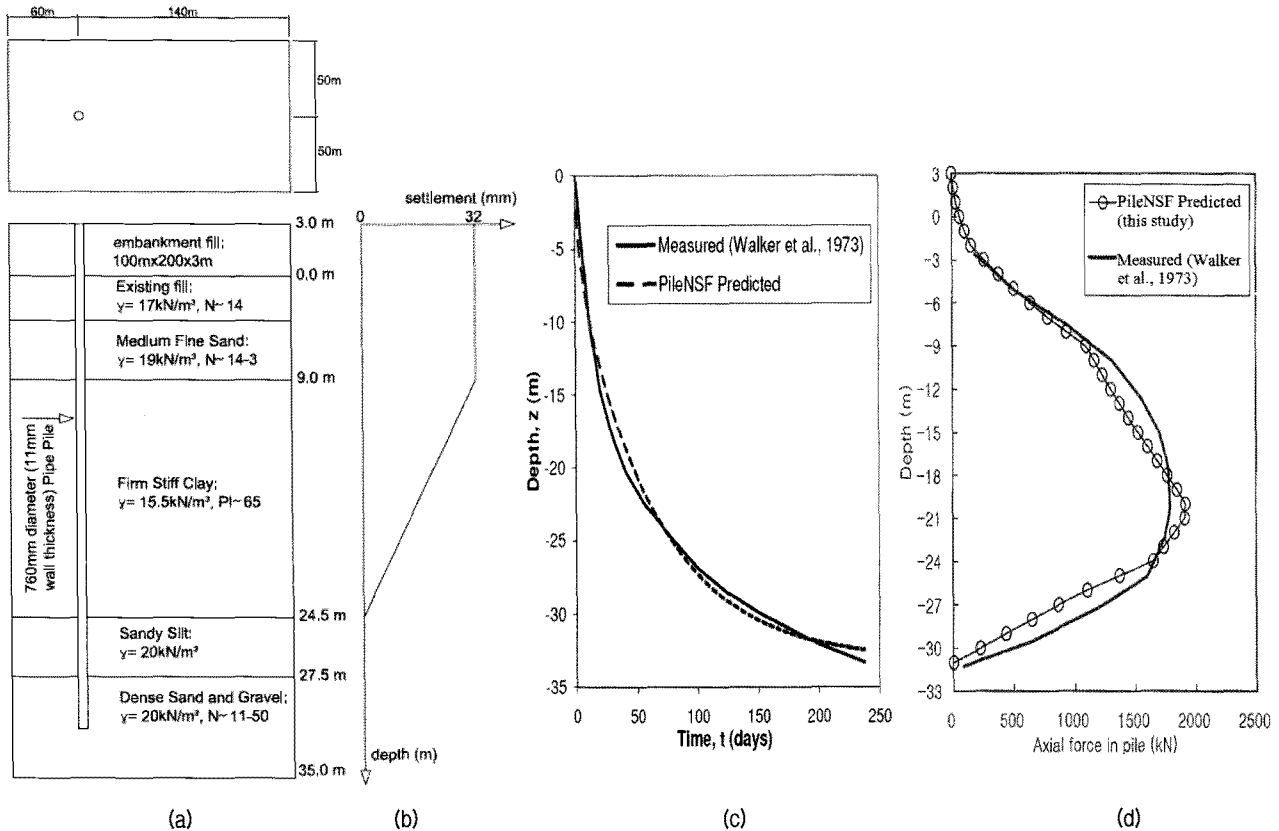 60m
140m
50m
50m
3.0 m
embankment fill:
100mx200x3m
0.0 m
Existing fill:
γ= 17kN/m³, N~ 14
Medium Fine Sand:
γ= 19kN/m³, N~ 14-3
9.0 m
760mm diameter (11mm
wall thickness) Pipe Pile
Firm Stiff Clay;
γ= 15.5kN/m³, PI~65
24.5 m
Sandy Silt:
γ= 20kN/m³
27.5 m
Dense Sand and Gravel;
γ= 20kN/m³, N~ 11-50
35.0 m
(a)
settlement (mm)
0
32
depth (m)
(b)
0
-5
-10
-15
-20
-25
-30
-35
Depth, z (m)
Measured (Walker et al., 1973)
PileNSF Predicted
0
50
100
150
200
250
Time, t (days)
(c)
3
0
-3
-6
-9
-12
-15
-18
-21
-24
-27
-30
-33
Depth (m)
PileNSF Predicted
(this study)
Measured (Walker
et al., 1973)
0
500
1000
1500
2000
2500
Axial force in pile (kN)
(d)